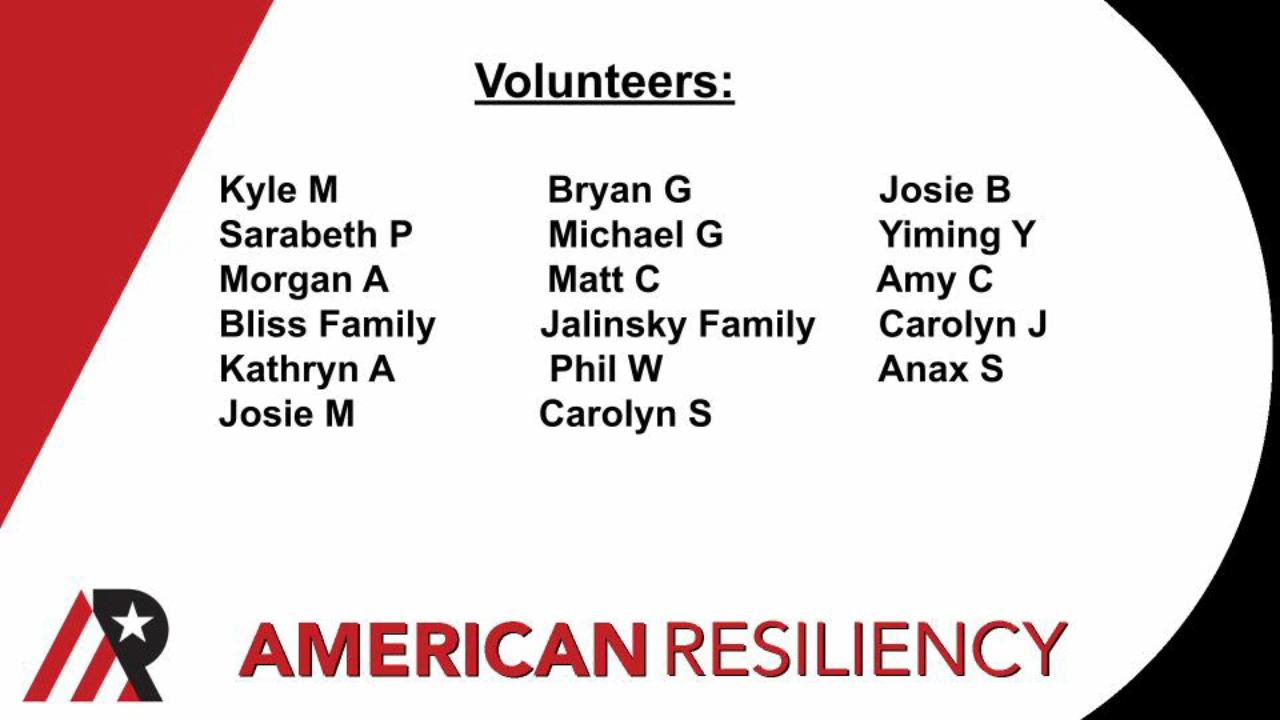 Volunteers:
Kyle M Bryan G Josie B
Sarabeth P Michael G Yiming Y
Morgan A Matt C Amy C
Bliss Family Jalinsky Family Carolyn J
Kathryn A Phil W Anax S
Josie M Carolyn S
AMERICAN RESILIENCY